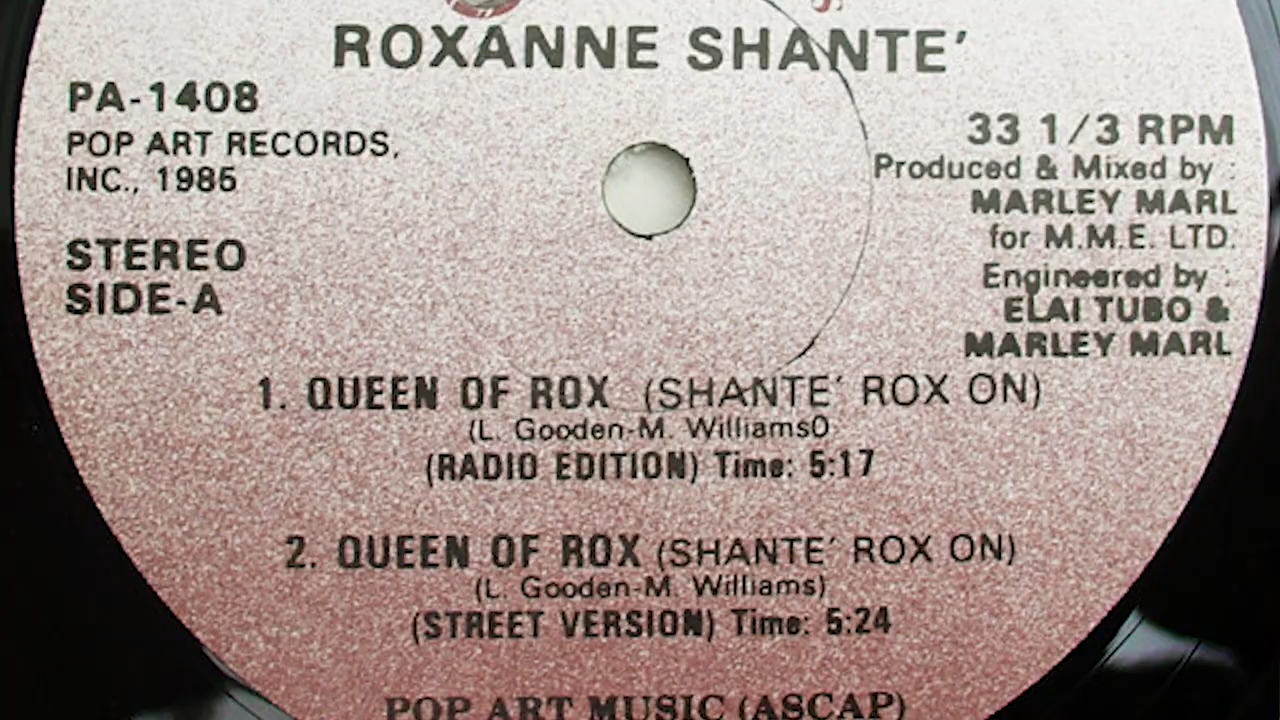 ROXANNE SHANTE'
PA-1408
POP ART RECORDS,
INC., 1985
STEREO
SIDE-A
33 1/3 RPM
Produced & Mixed by :
MARLEY MARL
for M.M.E. LTD.
Engineered by :
ELAI TUBO &
MARLEY MARL
1. QUEEN OF ROX (SHANTE' ROX ON)
(L. Gooden-M. Williams0
(RADIO EDITION) Time: 5:17
2. QUEEN OF ROX (SHANTE' ROX ON)
(L. Gooden-M. Williams)
(STREET VERSION) Time: 5:24
POP ART MUSIC (ASCAP)